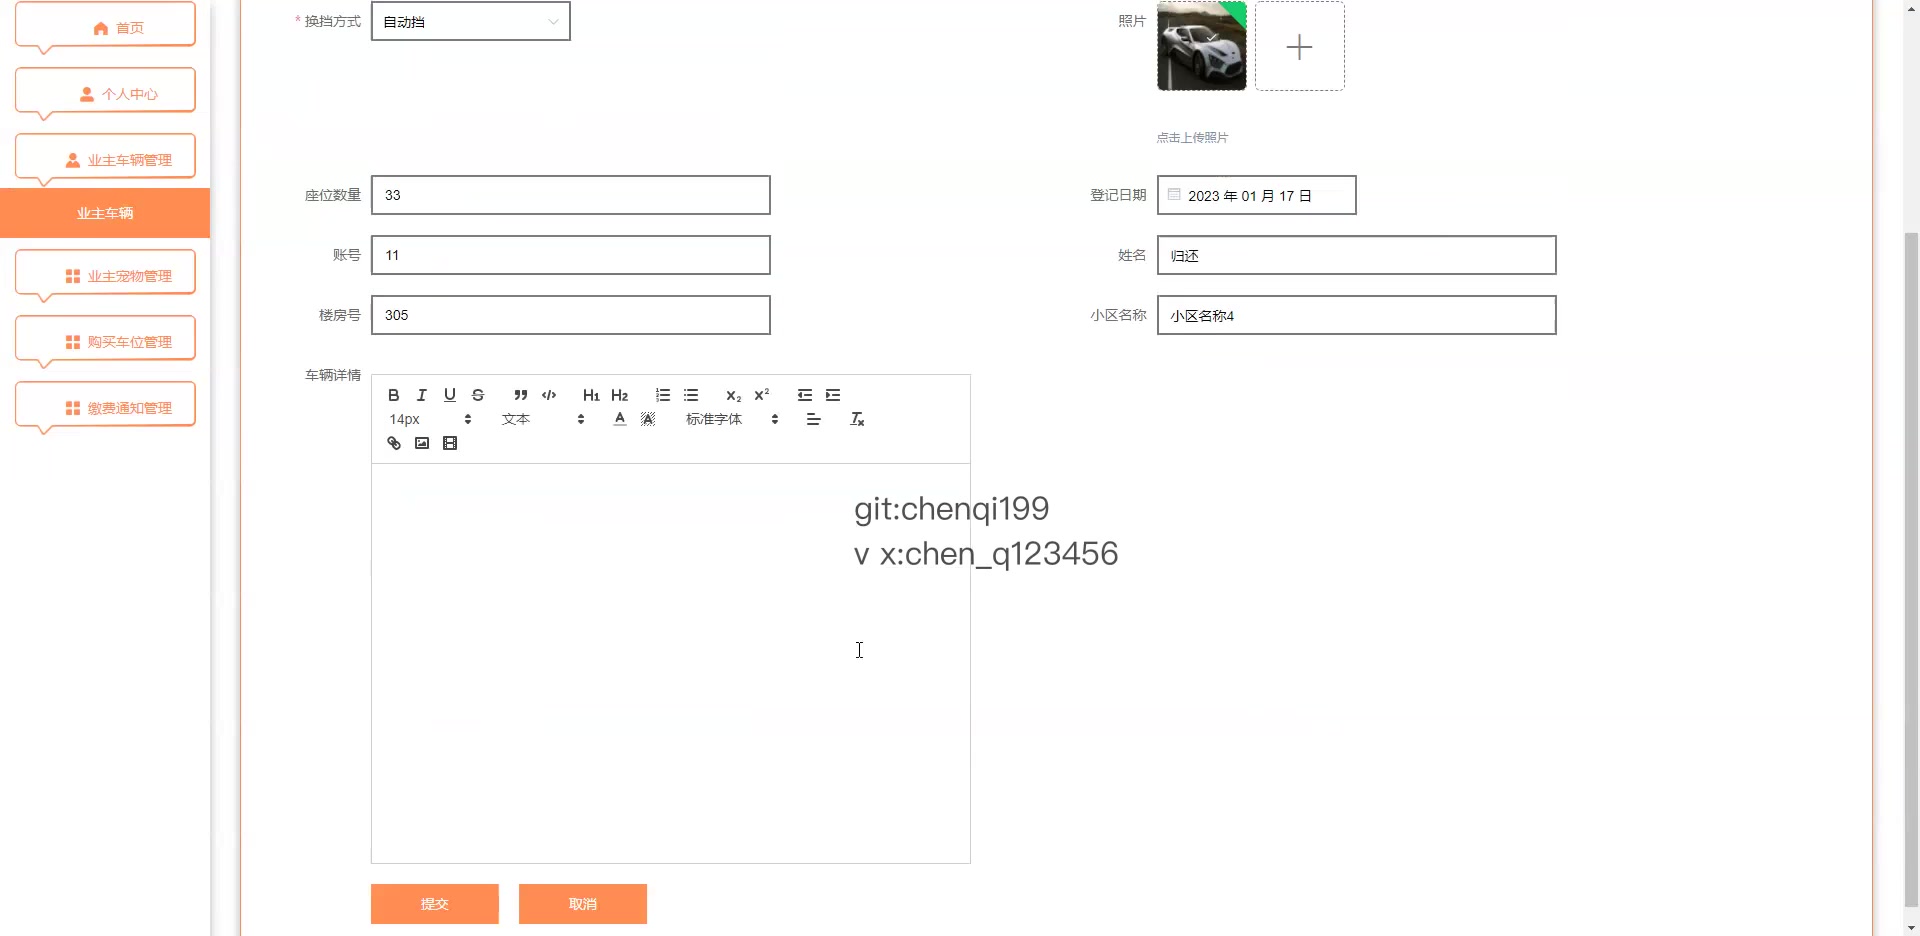 首页
个人中心
业主车辆管理
业主车辆
业主宠物管理
购买车位管理
缴费通知管理
* 换挡方式 自动挡
照片
点击上传照片
座位数量 33
登记日期 2023 年 01 月 17 日
账号 11
姓名 归还
楼房号 305
小区名称 小区名称4
车辆详情
B I U S H1 H2 X2 X2
14px 文本 A A 标准字体 Tx
git:chenqi199
v x:chen_q123456
提交 取消